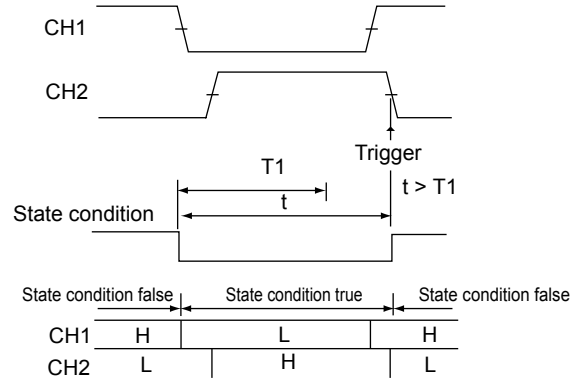 CH1
CH2
Trigger
T1
t > T1
t
State condition
State condition false State condition true State condition false
CH1 H L H
CH2 L H L